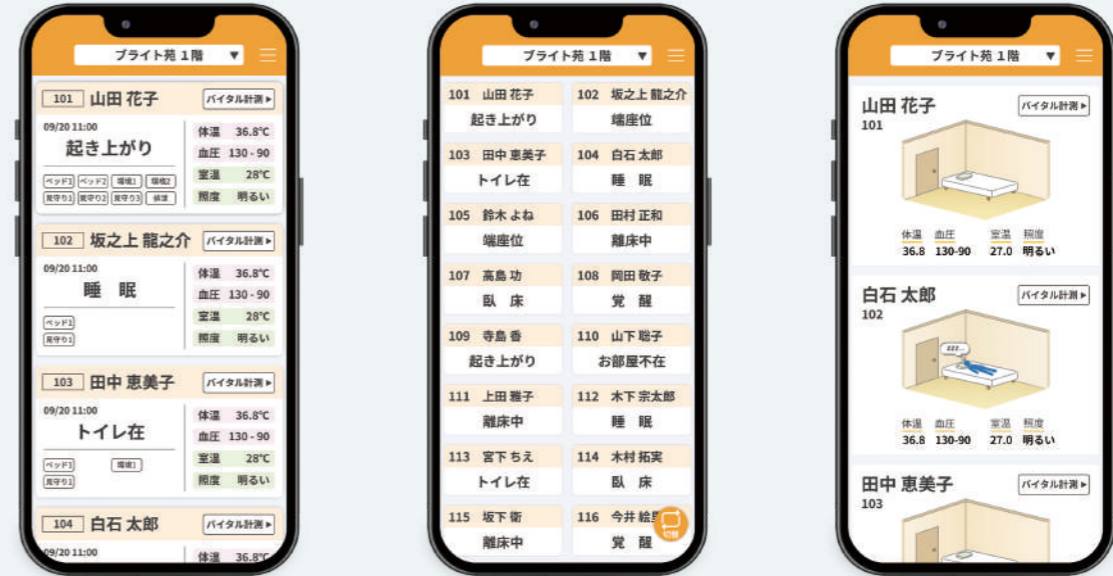 ブライト苑 1階 ▼
101 山田 花子 バイタル計測▶
09/20 11:00
起き上がり
体温 36.8℃
血圧 130 - 90
室温 28℃
照度 明るい
ベッド1 ベッド2 環境1 環境2
見守り1 見守り2 見守り3
102 坂之上 龍之介 バイタル計測▶
09/20 11:00
睡 眠
体温 36.8℃
血圧 130 - 90
室温 28℃
照度 明るい
ベッド1
見守り1
103 田中 恵美子 バイタル計測▶
09/20 11:00
トイレ在
体温 36.8℃
血圧 130 - 90
室温 28℃
照度 明るい
ベッド1 環境1
見守り1
104 白石 太郎 バイタル計測▶
09/20 11:00
体温 36.8℃
ブライト苑 1階 ▼
101 山田 花子 102 坂之上 龍之介
起き上がり 端座位
103 田中 恵美子 104 白石 太郎
トイレ在 睡 眠
105 鈴木 よね 106 田村 正和
端座位 離床中
107 高島 功 108 岡田 敬子
臥 床 覚 醒
109 寺島 香 110 山下 聡子
起き上がり お部屋不在
111 上田 雅子 112 木下 宗太郎
離床中 睡 眠
113 宮下 ちえ 114 木村 拓実
トイレ在 臥 床
115 坂下 衛 116 今井
離床中 覚 醒
切替
ブライト苑 1階 ▼
山田 花子 バイタル計測▶
101
体温 血圧 室温 照度
36.8 130-90 27.0 明るい
白石 太郎 バイタル計測▶
102
zzz...
体温 血圧 室温 照度
36.8 130-90 27.0 明るい
田中 恵美子 バイタル計測▶
103